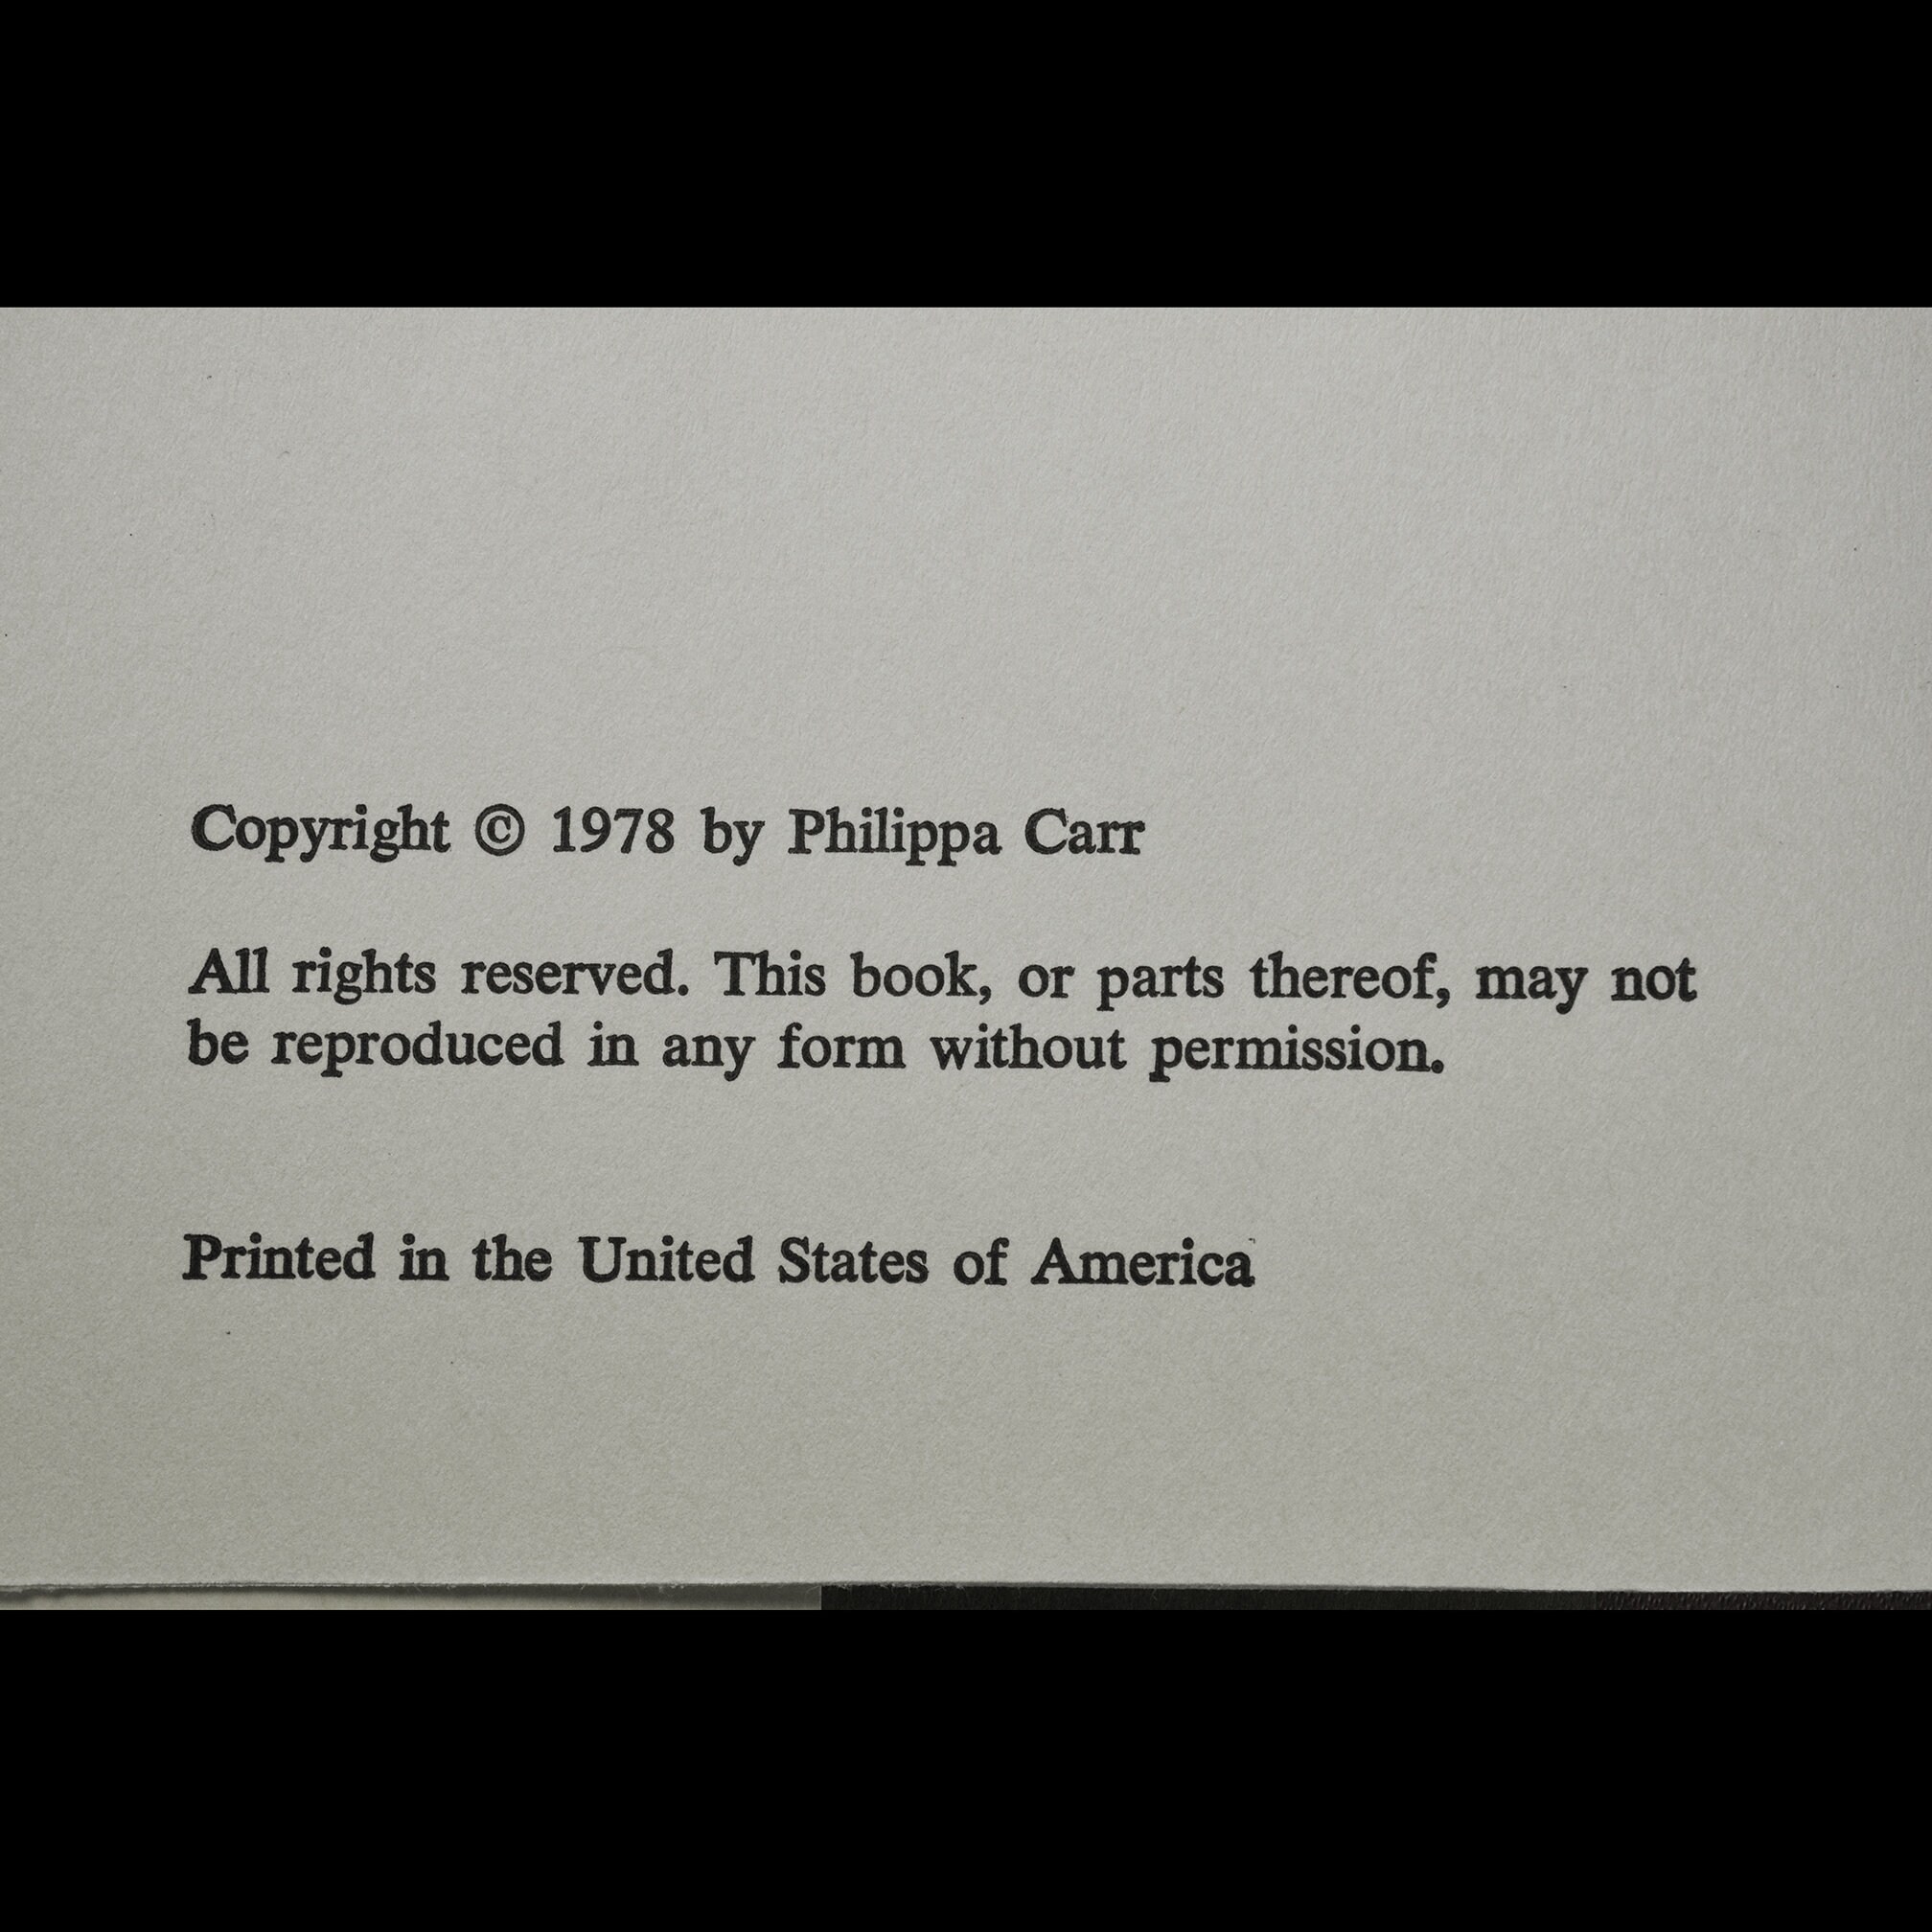 Copyright © 1978 by Philippa Carr
All rights reserved. This book, or parts thereof, may not
be reproduced in any form without permission.
Printed in the United States of America